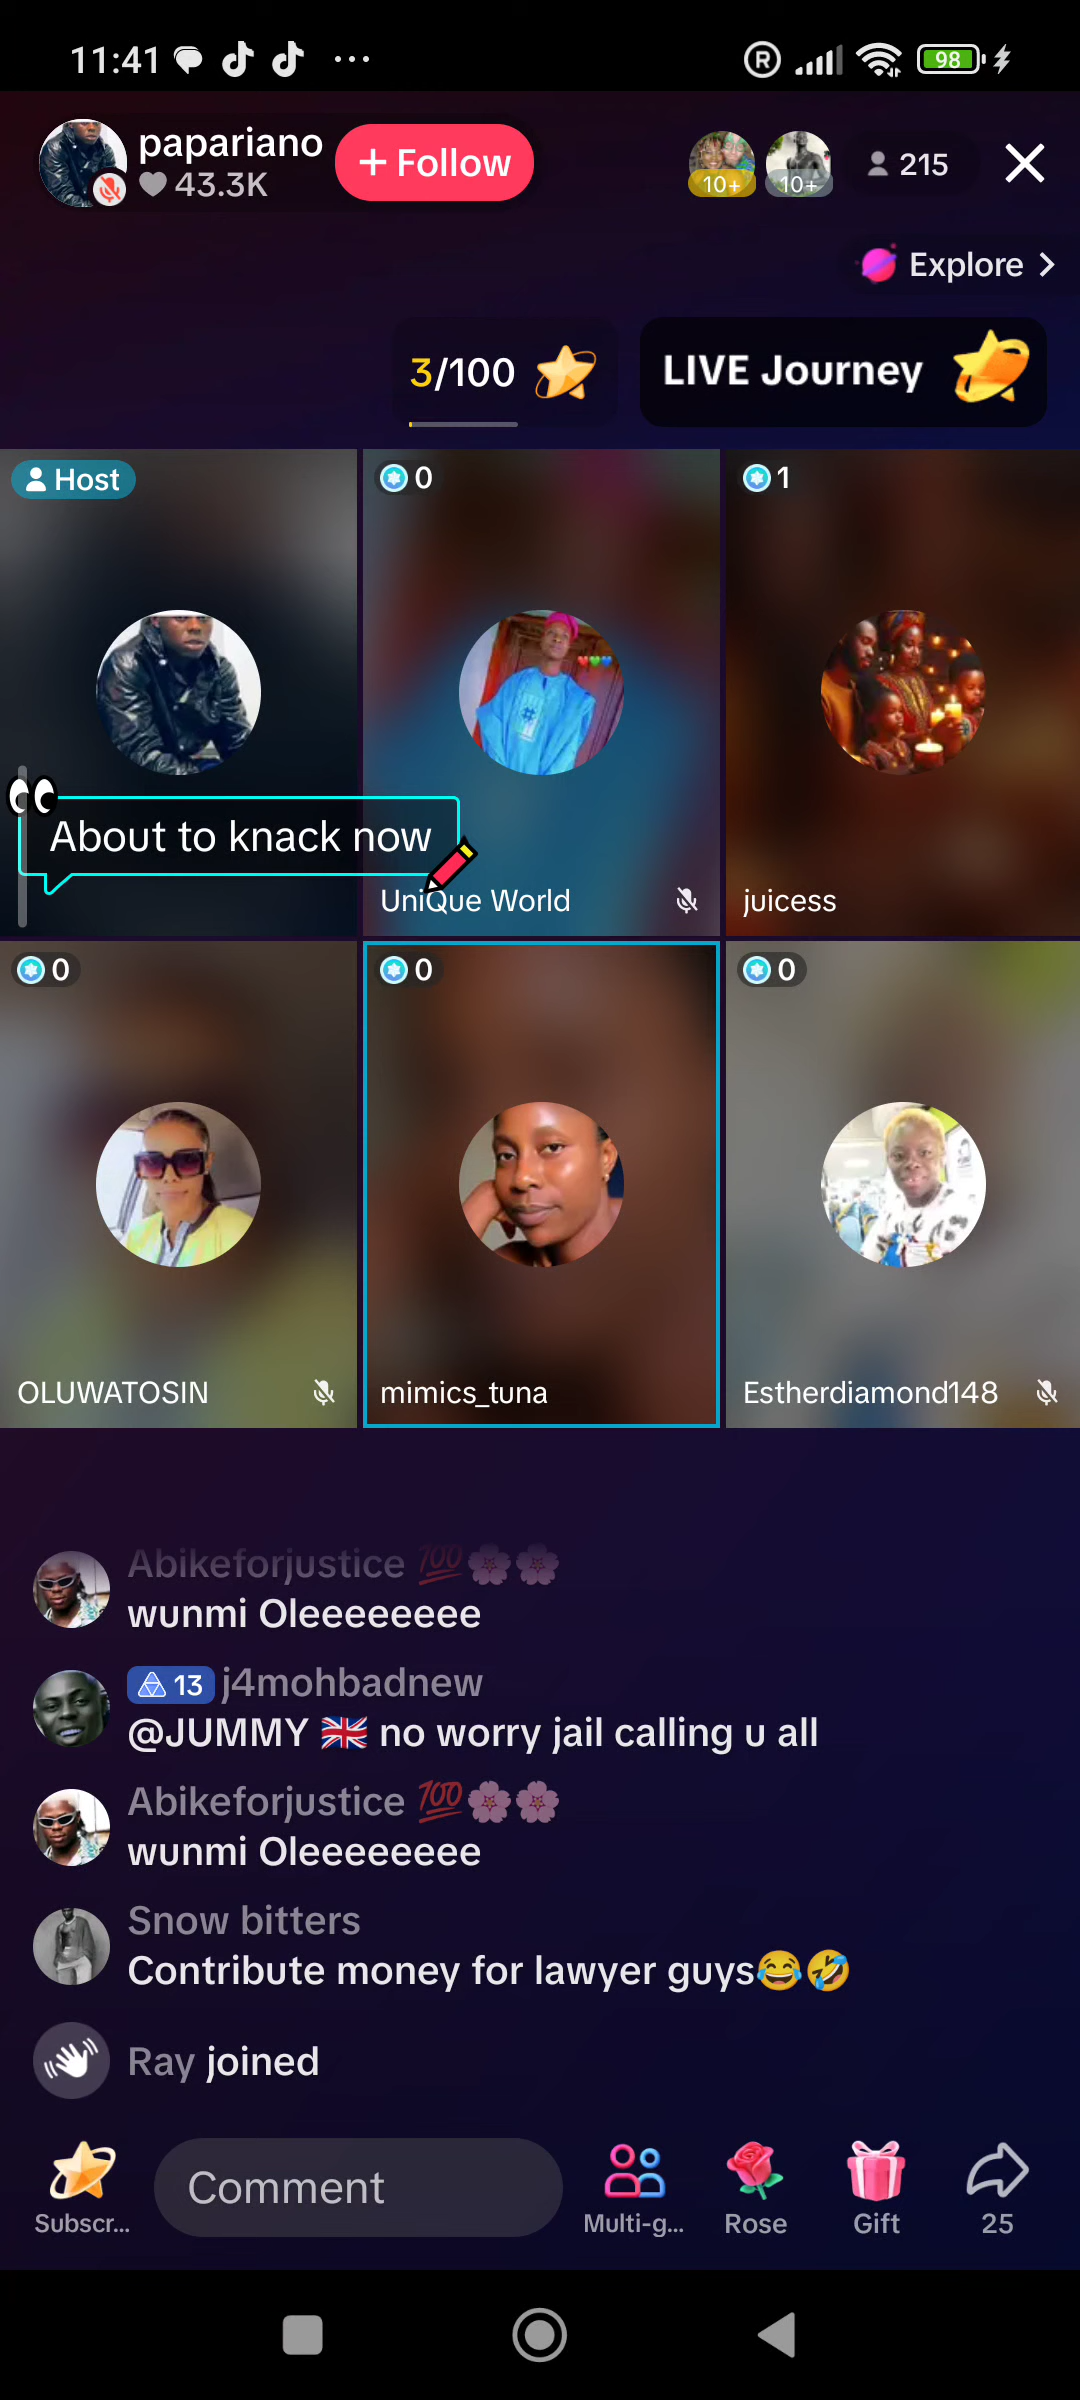 11:41
98
papariano
43.3K
+ Follow
10+
10+
215
Explore
3/100
LIVE Journey
Host
0
1
About to knack now
UniQue World
juicess
0
0
0
OLUWATOSIN
mimics_tuna
Estherdiamond148
Abikeforjustice 💯🌸🌸
wunmi Oleeeeeeee
13 j4mohbadnew
@JUMMY 🇬🇧 no worry jail calling u all
Abikeforjustice 💯🌸🌸
wunmi Oleeeeeeee
Snow bitters
Contribute money for lawyer guys😂🤣
Ray joined
Subscr...
Comment
Multi-g...
Rose
Gift
25